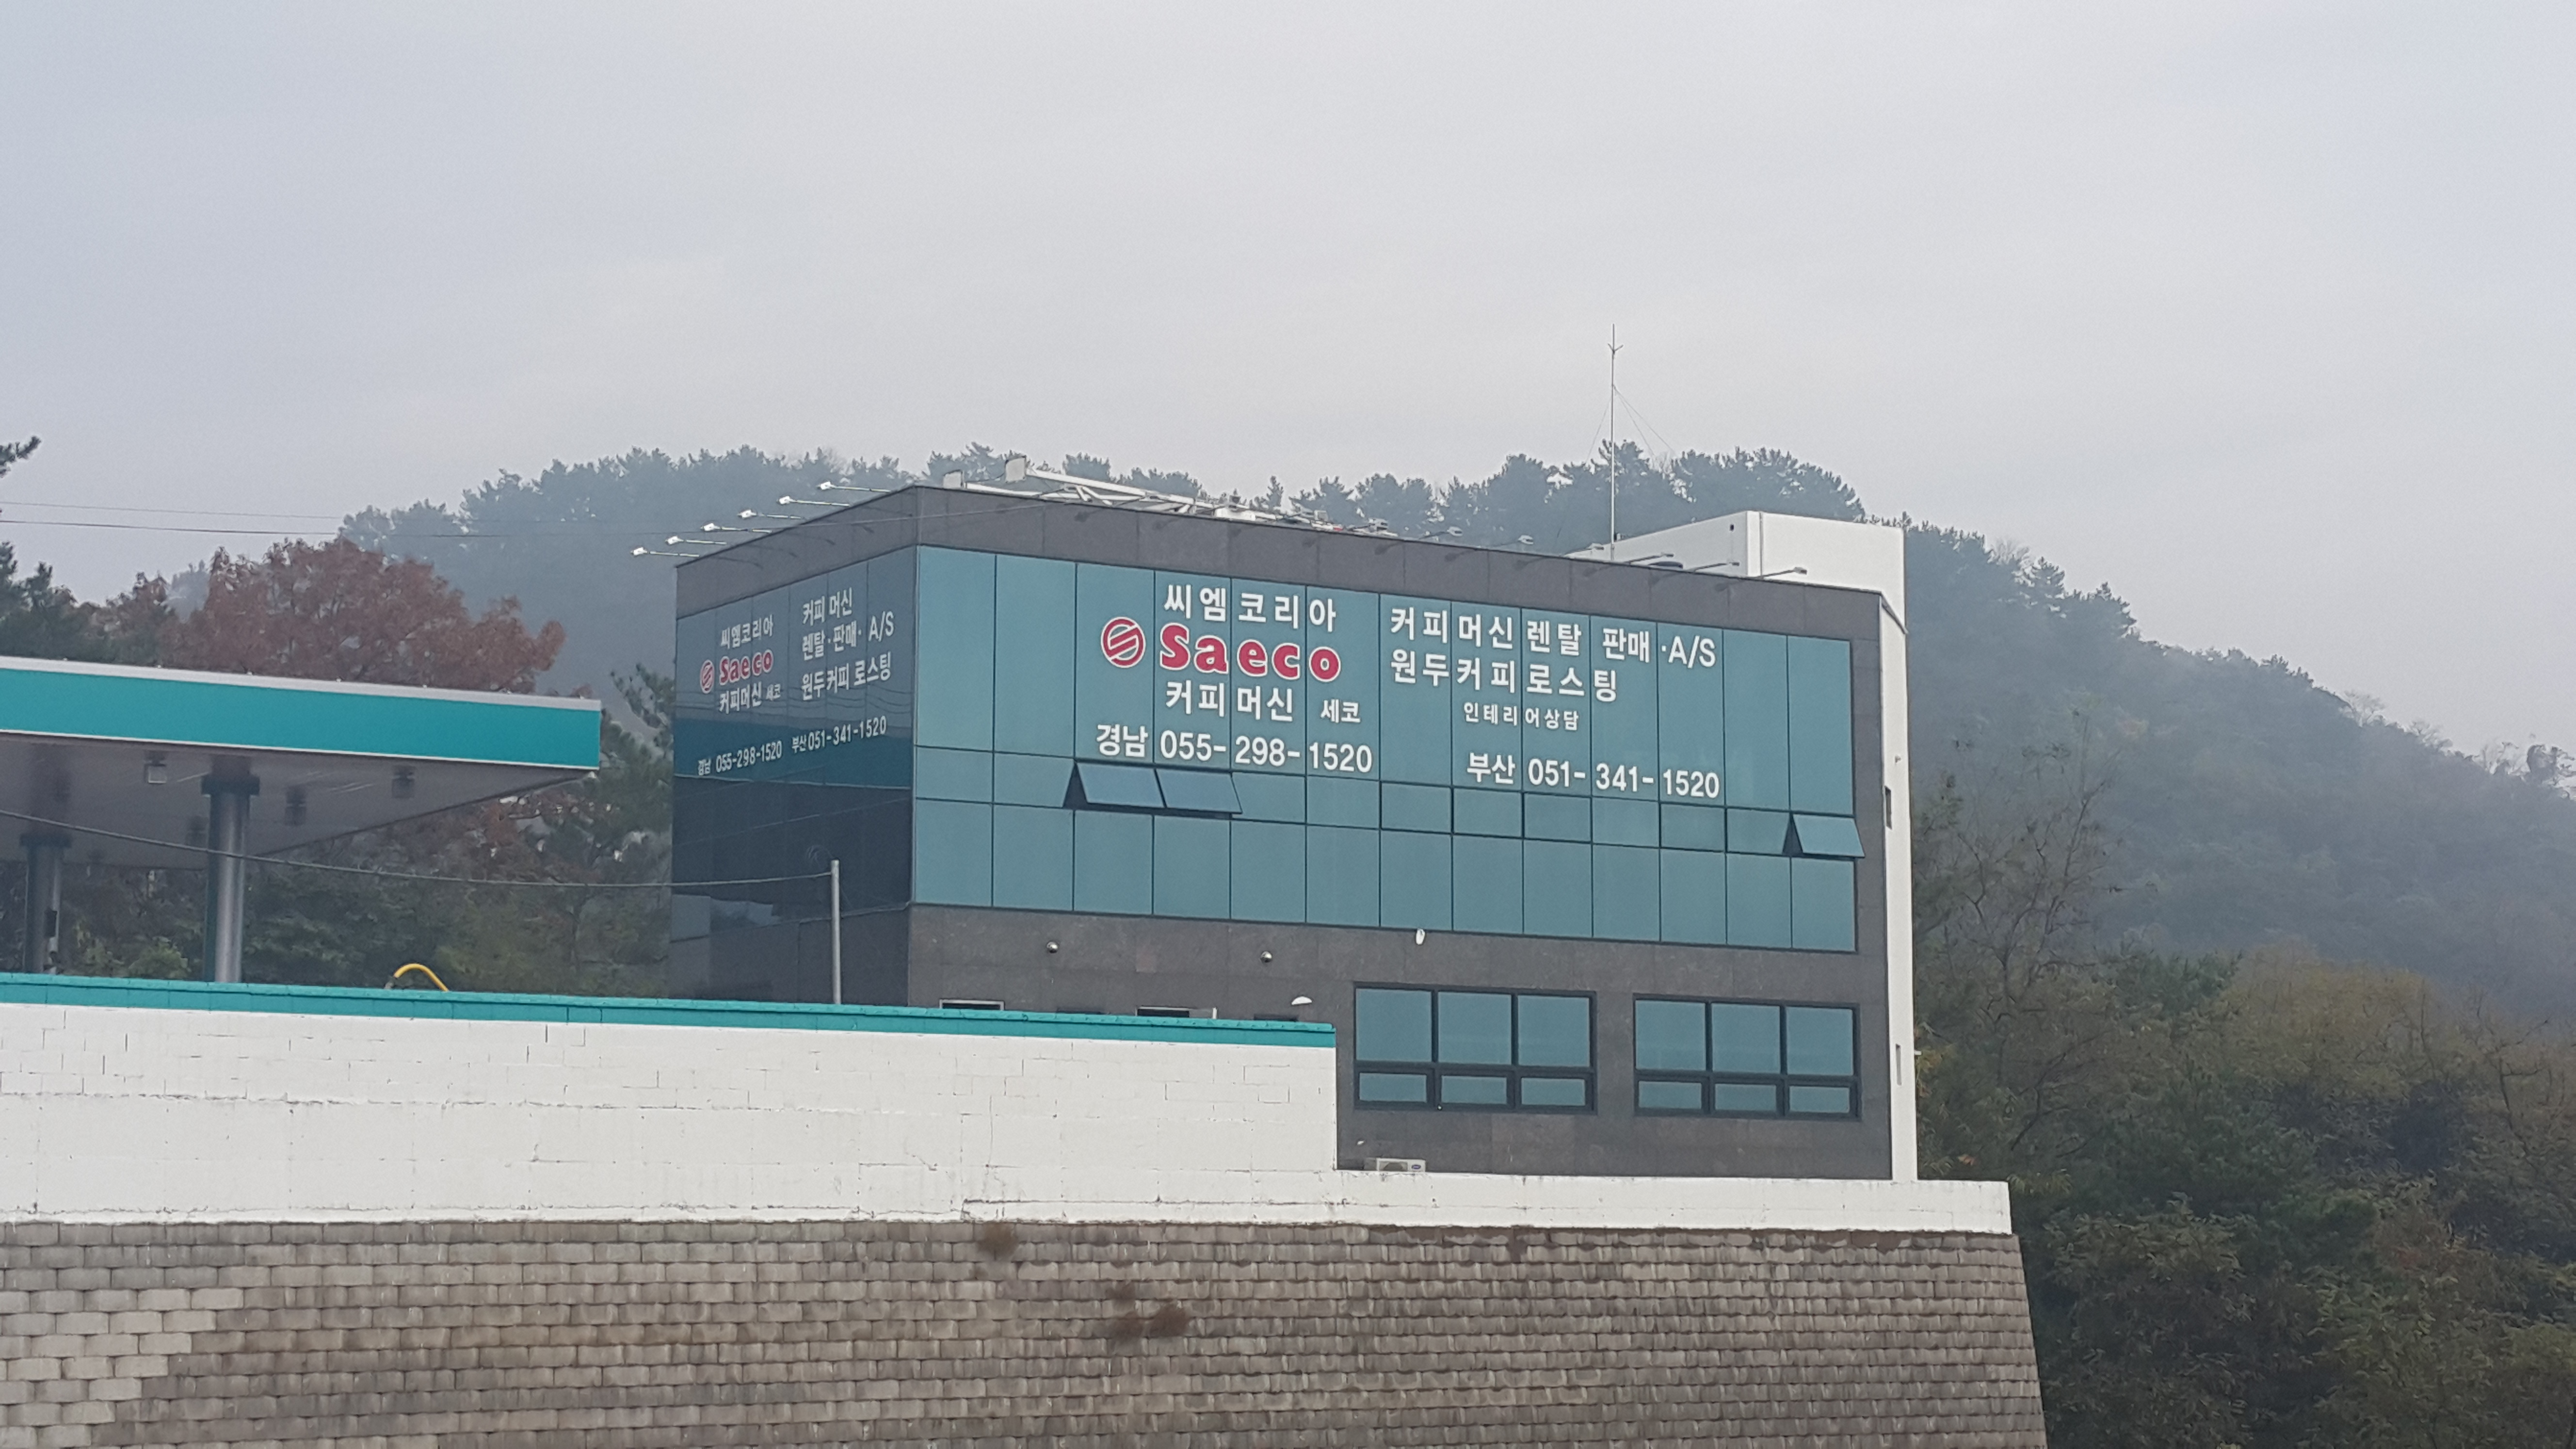 씨엠코리아
Saeco
커피머신 세코
경남 055-298-1520
커피 머신
렌탈·판매·A/S
원두커피 로스팅
부산 051-341-1520
씨엠코리아
Saeco
커피머신 세코
경남 055-298-1520
커피머신렌탈 판매·A/S
원두커피로스팅
인테리어상담
부산 051-341-1520